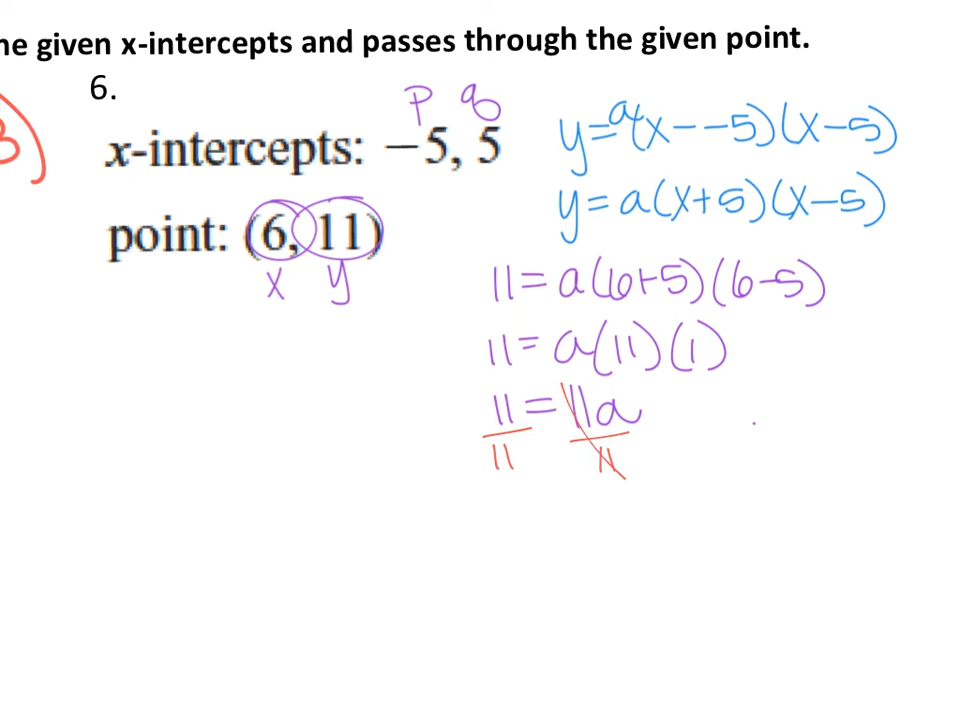 he given x-intercepts and passes through the given point.
6.
p q
x-intercepts: −5, 5
y=a(x--5)(x-5)
y=a(x+5)(x-5)
point: (6, 11)
x y
11=a(6+5)(6-5)
11=a(11)(1)
11=11a
11 11